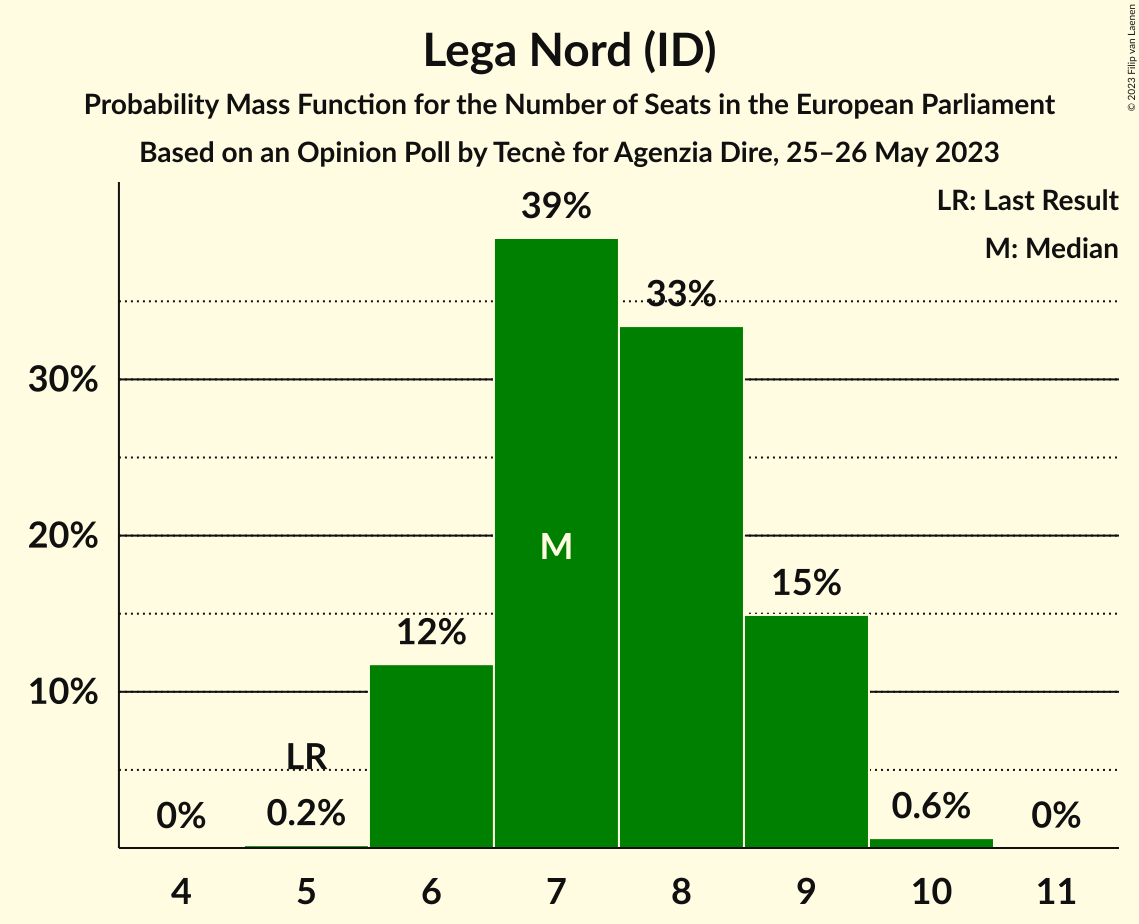 Lega Nord (ID)
Probability Mass Function for the Number of Seats in the European Parliament
Based on an Opinion Poll by Tecnè for Agenzia Dire, 25–26 May 2023
© 2023 Filip van Laenen
LR: Last Result
M: Median
39%
33%
30%
M
20%
15%
12%
10%
LR
0%
0.2%
0.6%
0%
4
5
6
7
8
9
10
11